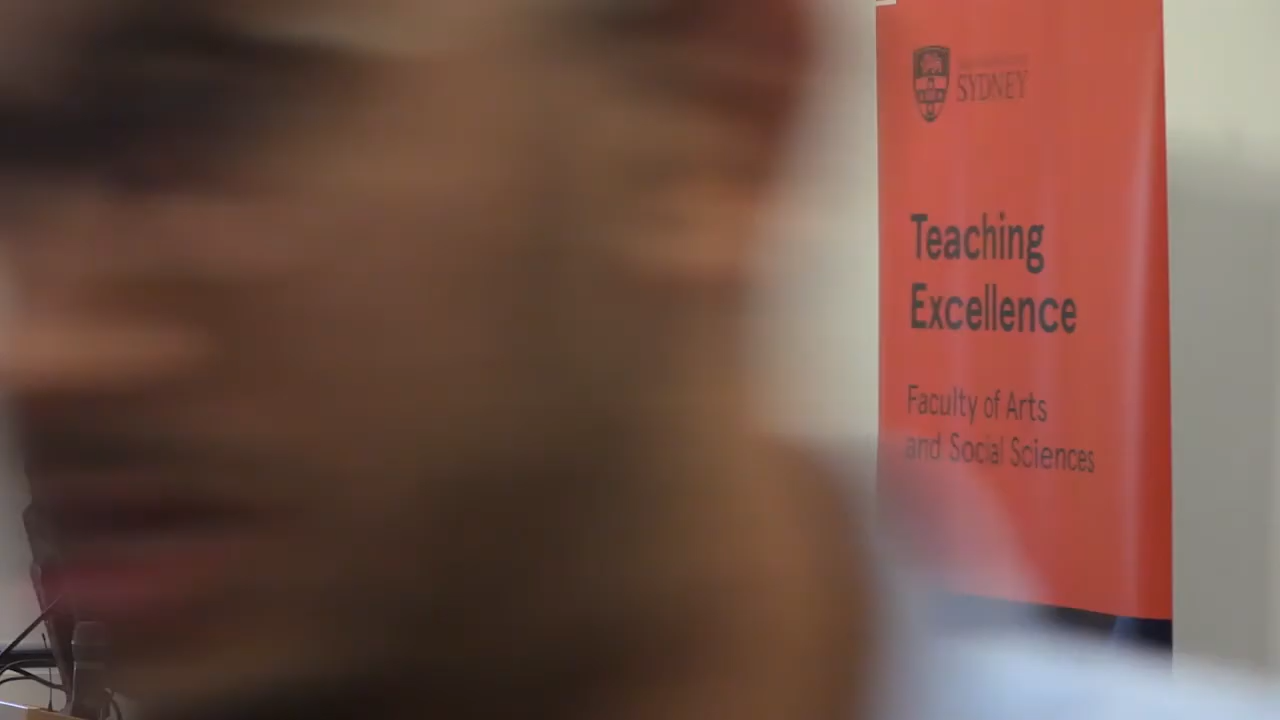 SYDNEY
Teaching
Excellence
Faculty of Arts
and Social Sciences